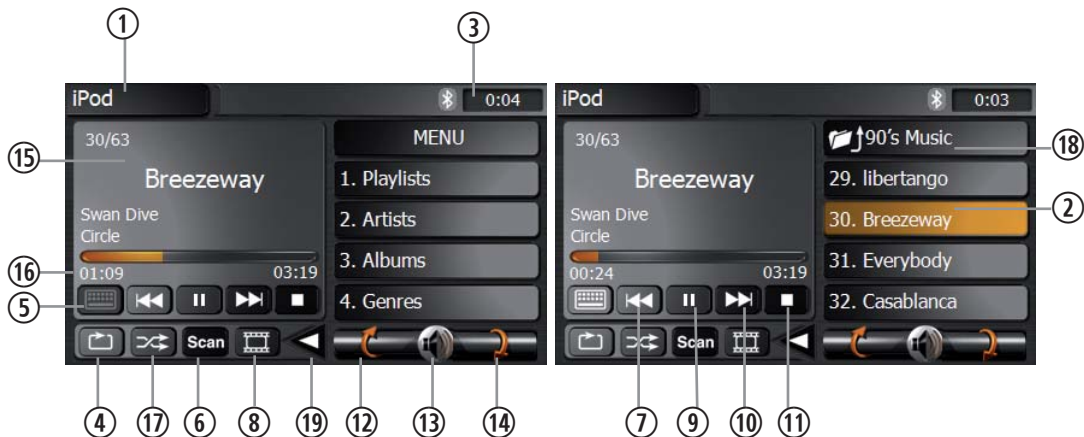 ① ③
iPod 0:04
30/63
Breezeway
Swan Dive
Circle
01:09 03:19
Scan
MENU
1. Playlists
2. Artists
3. Albums
4. Genres
⑮
⑯
⑤
④ ⑰ ⑥ ⑧ ⑲ ⑫ ⑬ ⑭
iPod 0:03
30/63
Breezeway
Swan Dive
Circle
00:24 03:19
Scan
90's Music
29. libertango
30. Breezeway
31. Everybody
32. Casablanca
⑱
②
⑦ ⑨ ⑩ ⑪